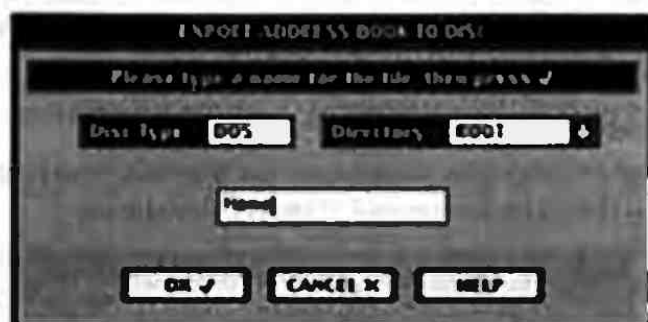 EXPORT ADDRESS BOOK TO DISC
Please type a name for the file, then press ✓
Disc Type DOS Directory ROOT ↓
Name
OK ✓ CANCEL ✕ HELP